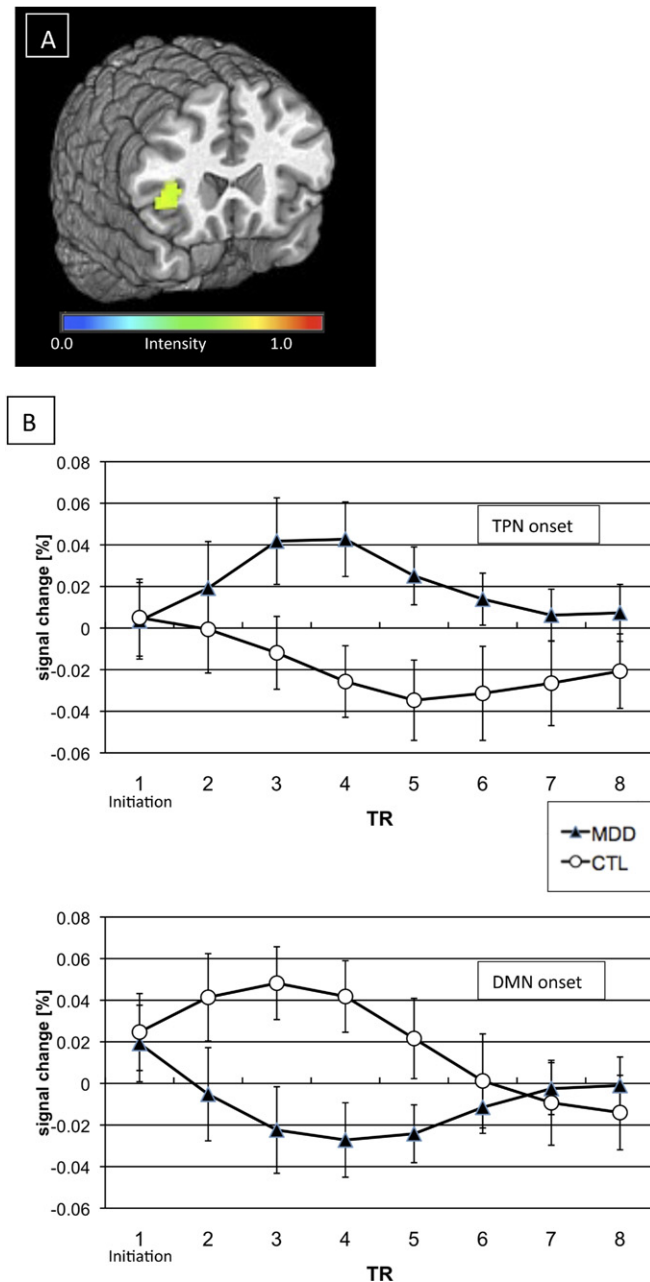 A
0.0 Intensity 1.0
B
0.08
0.06
0.04
0.02
0
-0.02
-0.04
-0.06
signal change [%]
TPN onset
1 2 3 4 5 6 7 8
Initiation
TR
MDD
CTL
0.08
0.06
0.04
0.02
0
-0.02
-0.04
-0.06
signal change [%]
DMN onset
1 2 3 4 5 6 7 8
Initiation
TR